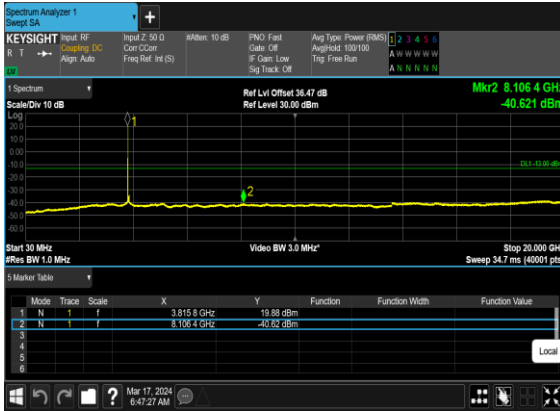 Spectrum Analyzer 1
Swept SA
+
KEYSIGHT
R T
LXI
Input: RF
Coupling: DC
Align: Auto
Input Z: 50 Ω
Corr CCorr
Freq Ref: Int (S)
#Atten: 10 dB
PNO: Fast
Gate: Off
IF Gain: Low
Sig Track: Off
Avg Type: Power (RMS)
Avg|Hold: 100/100
Trig: Free Run
1 2 3 4 5 6
A W W W W W
A N N N N N
1 Spectrum
Scale/Div 10 dB
Ref Lvl Offset 36.47 dB
Ref Level 30.00 dBm
Mkr2 8.106 4 GHz
-40.621 dBm
Log
20.0
10.0
0.00
-10.0
-20.0
-30.0
-40.0
-50.0
-60.0
1
2
DL1 -13.00 dBm
Start 30 MHz
#Res BW 1.0 MHz
Video BW 3.0 MHz*
Stop 20.000 GHz
Sweep 34.7 ms (40001 pts)
5 Marker Table
Mode Trace Scale X Y Function Function Width Function Value
1 N 1 f 3.815 8 GHz 19.88 dBm
2 N 1 f 8.106 4 GHz -40.62 dBm
3
4
5
6
Local
?
Mar 17, 2024
6:47:27 AM